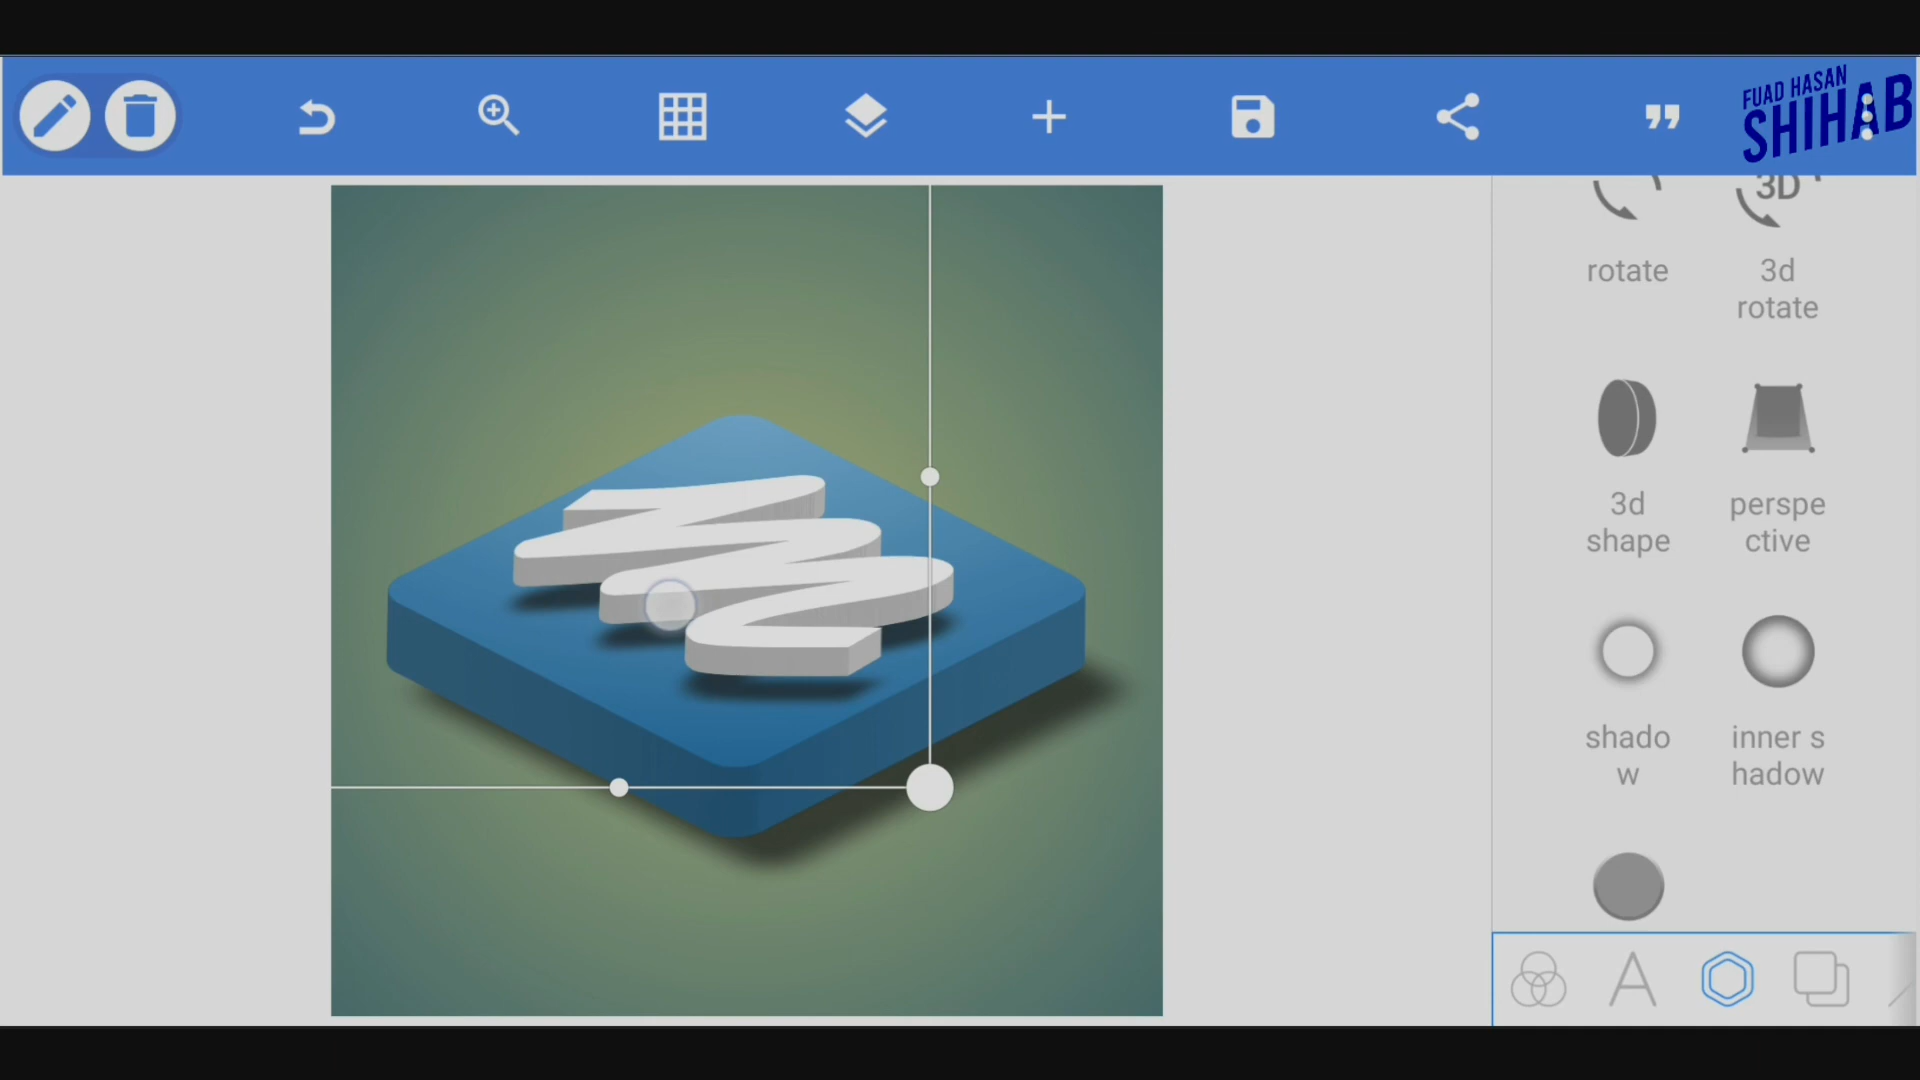 FUAD HASAN
SHIHAB
3D
rotate
3d
rotate
3d
shape
perspe
ctive
shado
w
inner s
hadow